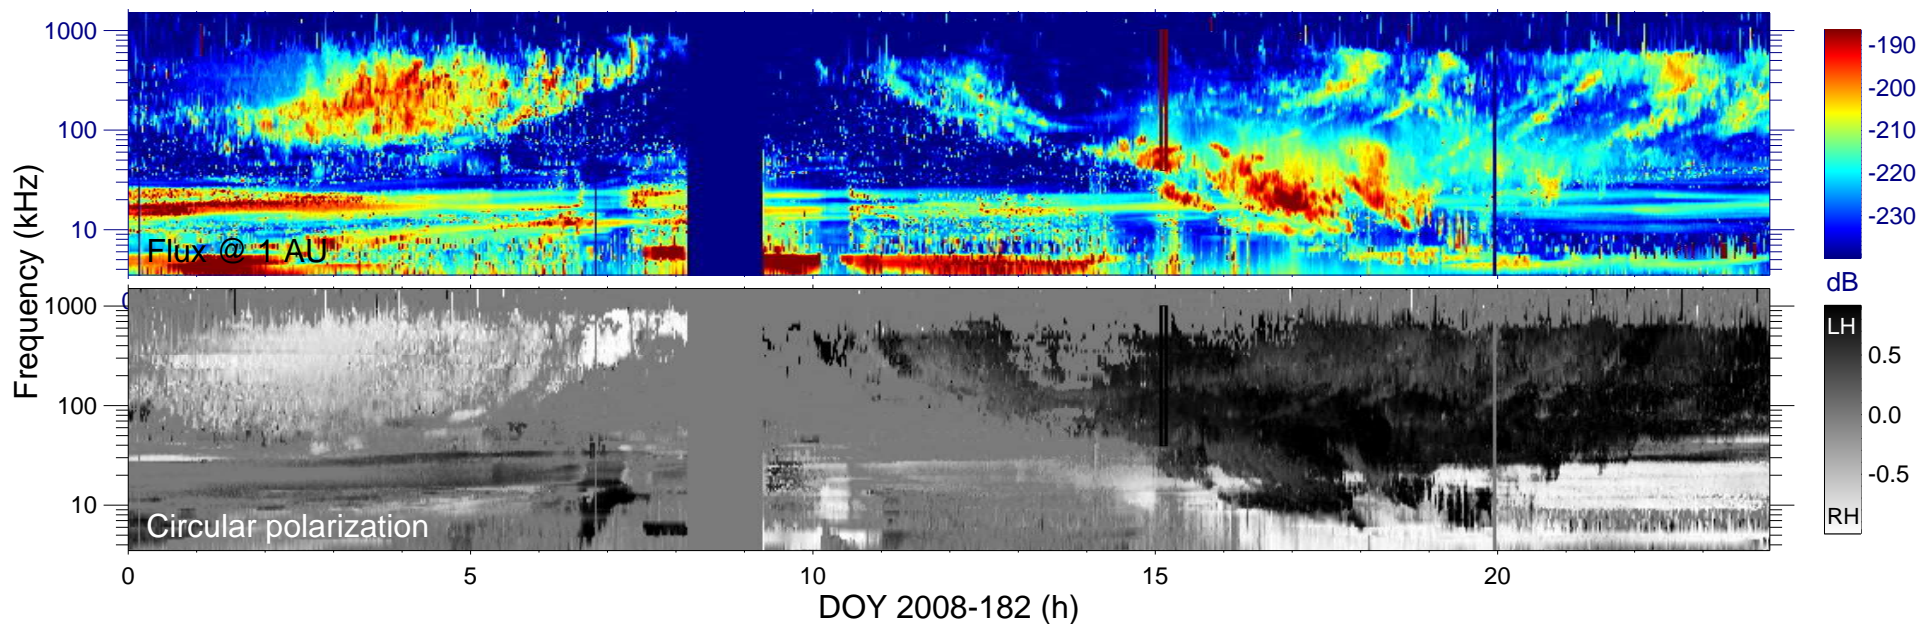 1000
100
10
Flux @ 1 AU
-190
-200
-210
-220
-230
dB
Frequency (kHz)
0
1000
100
10
Circular polarization
LH
0.5
0.0
-0.5
RH
0 5 10 15 20
DOY 2008-182 (h)